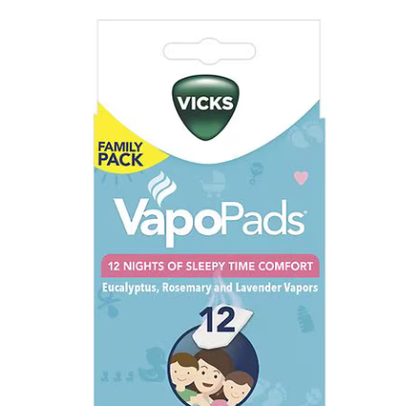 VICKS
FAMILY
PACK
VapoPads
12 NIGHTS OF SLEEPY TIME COMFORT
Eucalyptus, Rosemary and Lavender Vapors
12